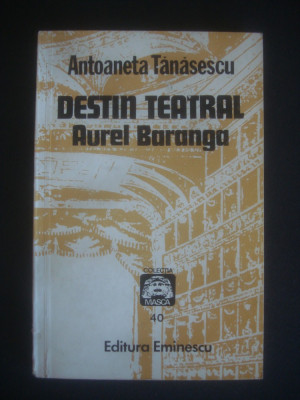 Antoaneta Tănăsescu
DESTIN TEATRAL
Aurel Baranga
COLECȚIA
MASCA
40
Editura Eminescu